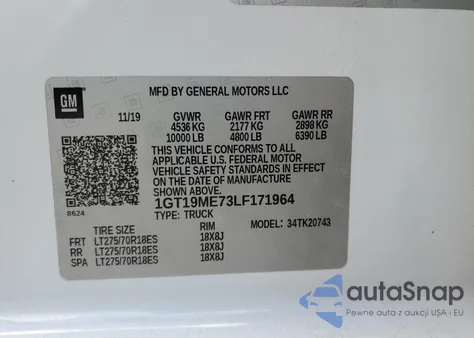 GM
MFD BY GENERAL MOTORS LLC
11/19 GVWR GAWR FRT GAWR RR
4536 KG 2177 KG 2898 KG
10000 LB 4800 LB 6390 LB
THIS VEHICLE CONFORMS TO ALL
APPLICABLE U.S. FEDERAL MOTOR
VEHICLE SAFETY STANDARDS IN
EFFECT ON THE DATE OF MANUFACTURE
SHOWN ABOVE.
1GT19ME73LF171964
8624
TYPE: TRUCK MODEL: 34TK20743
TIRE SIZE RIM
FRT LT275/70R18ES 18X8J
RR LT275/70R18ES 18X8J
SPA LT275/70R18ES 18X8J
autoSnap
Pewne auta z aukcji USA i EU